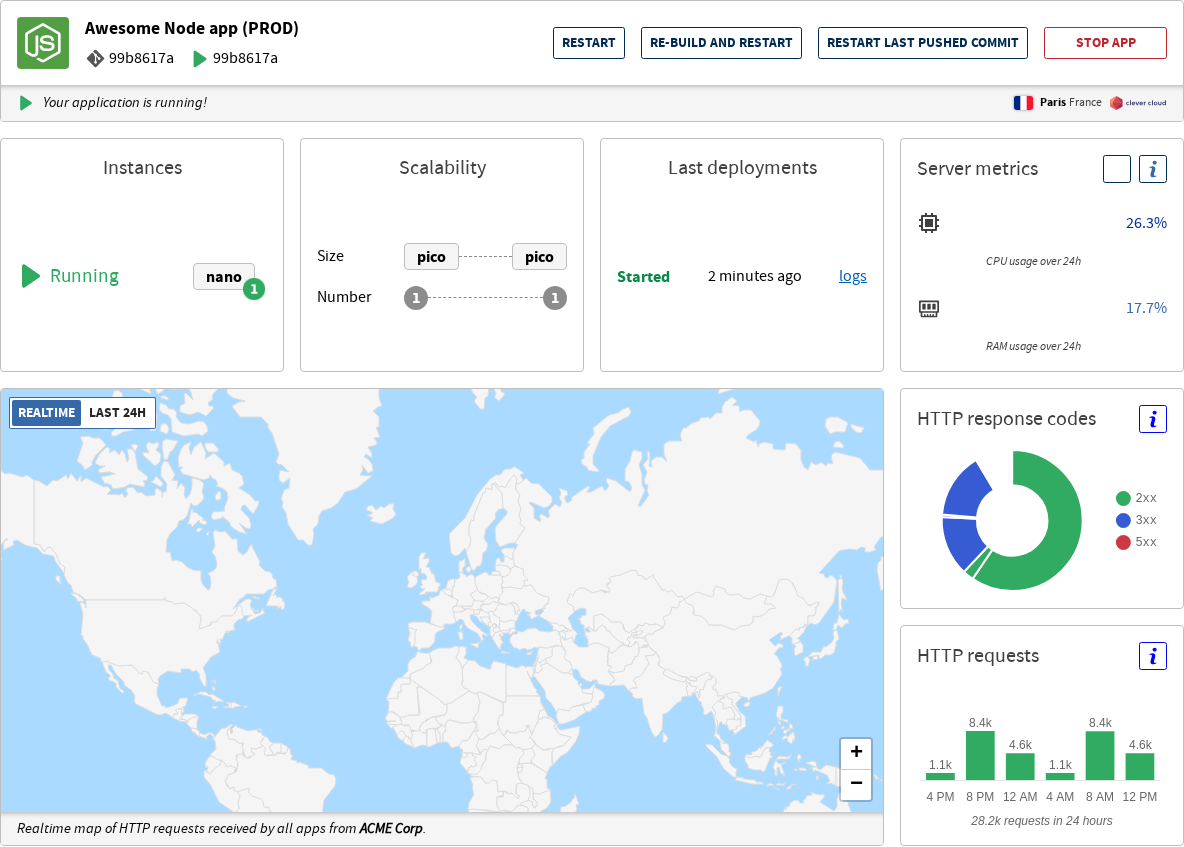 Awesome Node app (PROD)
99b8617a 99b8617a
RESTART RE-BUILD AND RESTART RESTART LAST PUSHED COMMIT STOP APP
Your application is running!
Paris France clever cloud
Instances
Running nano 1
Scalability
Size pico pico
Number 1 1
Last deployments
Started 2 minutes ago logs
Server metrics i
26.3%
CPU usage over 24h
17.7%
RAM usage over 24h
REALTIME LAST 24H
+
−
Realtime map of HTTP requests received by all apps from ACME Corp.
HTTP response codes i
2xx
3xx
5xx
HTTP requests i
1.1k 8.4k 4.6k 1.1k 8.4k 4.6k
4 PM 8 PM 12 AM 4 AM 8 AM 12 PM
28.2k requests in 24 hours